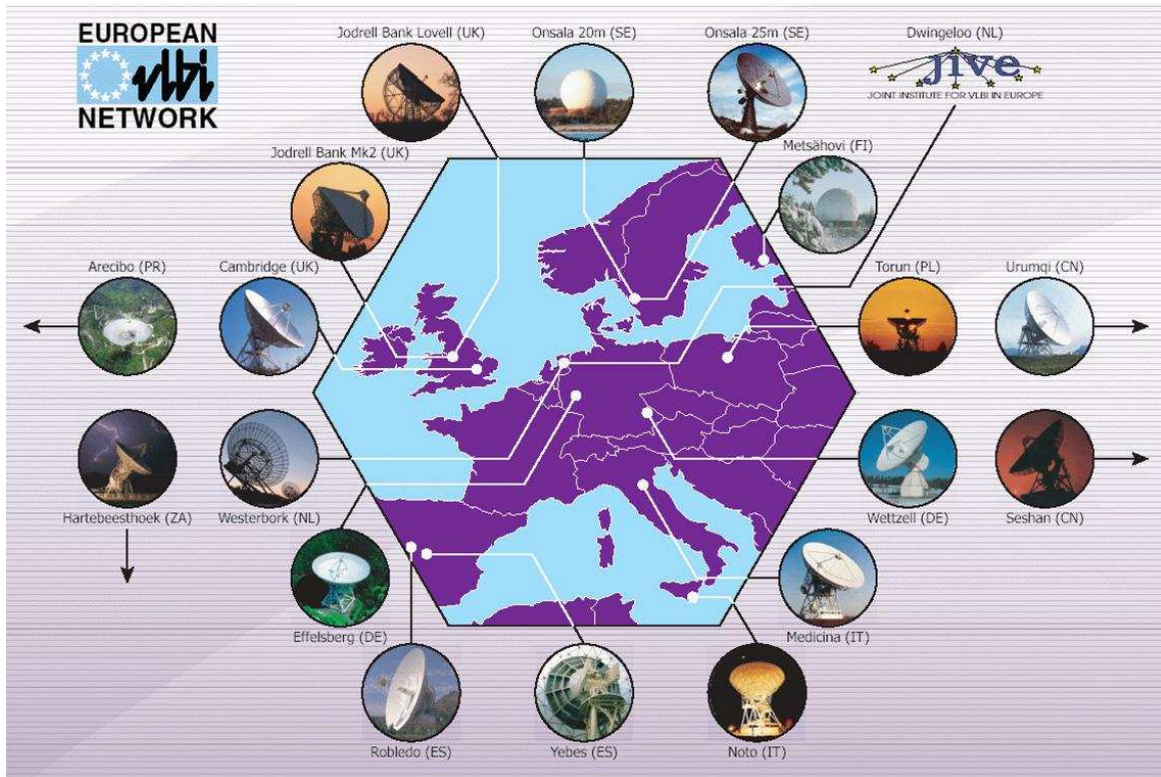 EUROPEAN
vlbi
NETWORK
Jodrell Bank Lovell (UK)
Onsala 20m (SE)
Onsala 25m (SE)
Dwingeloo (NL)
jive
JOINT INSTITUTE FOR VLBI IN EUROPE
Jodrell Bank Mk2 (UK)
Metsähovi (FI)
Arecibo (PR)
Cambridge (UK)
Torun (PL)
Urumqi (CN)
Hartebeesthoek (ZA)
Westerbork (NL)
Wettzell (DE)
Seshan (CN)
Effelsberg (DE)
Medicina (IT)
Robledo (ES)
Yebes (ES)
Noto (IT)